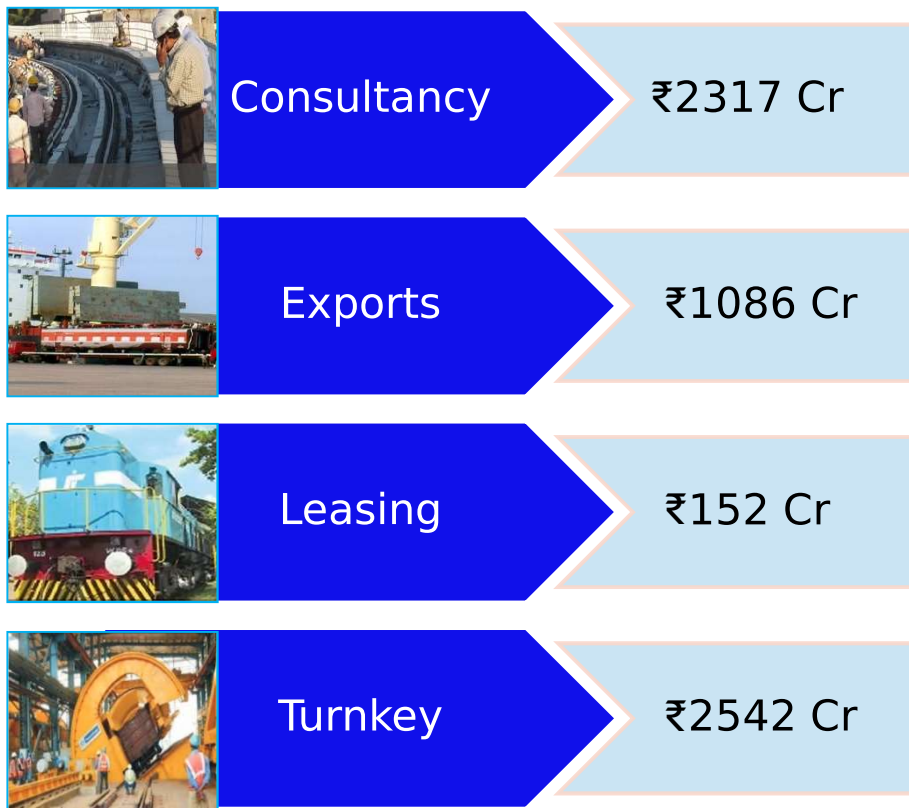 Consultancy
₹2317 Cr
Exports
₹1086 Cr
Leasing
₹152 Cr
Turnkey
₹2542 Cr